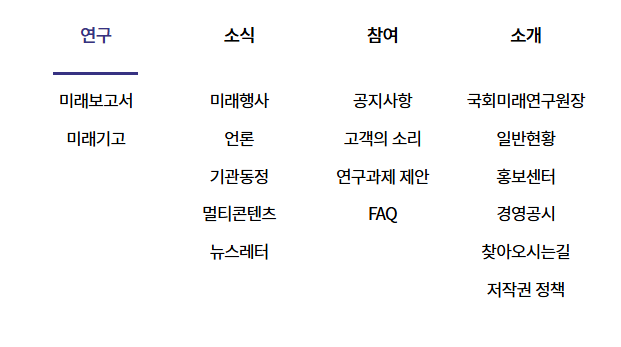 연구 소식 참여 소개
미래보고서 미래행사 공지사항 국회미래연구원장
미래기고 언론 고객의 소리 일반현황
기관동정 연구과제 제안 홍보센터
멀티콘텐츠 FAQ 경영공시
뉴스레터 찾아오시는길
저작권 정책